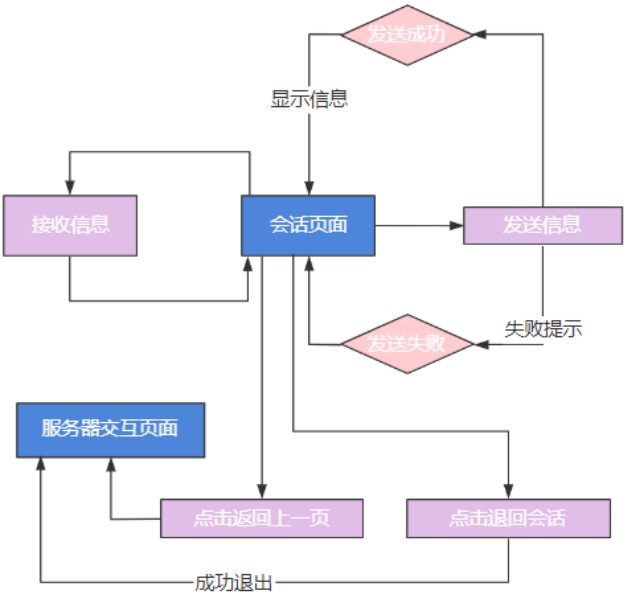 发送成功
显示信息
接收信息
会话页面
发送信息
失败提示
发送失败
服务器交互页面
点击返回上一页
点击退回会话
成功退出